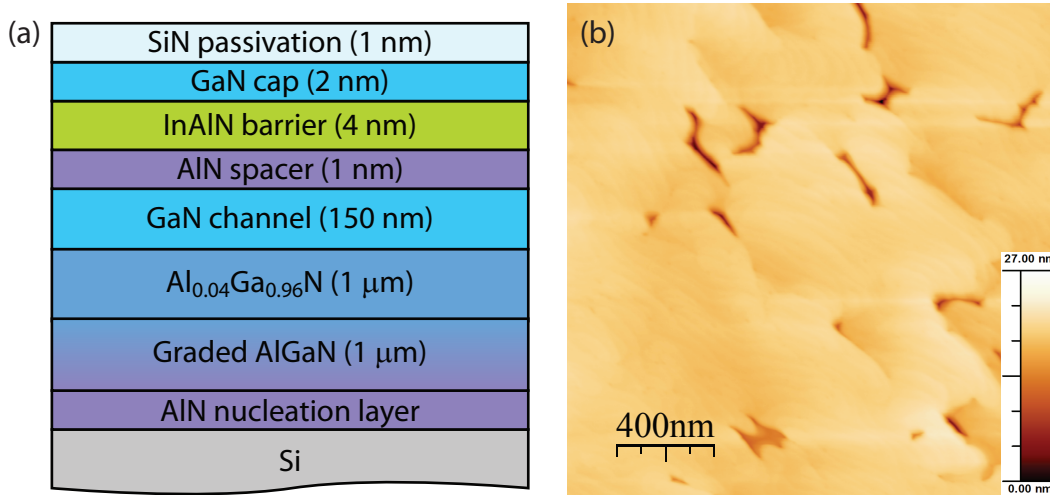 (a)
SiN passivation (1 nm)
GaN cap (2 nm)
InAlN barrier (4 nm)
AlN spacer (1 nm)
GaN channel (150 nm)
Al₀.₀₄Ga₀.₉₆N (1 μm)
Graded AlGaN (1 μm)
AlN nucleation layer
Si
(b)
27.00 nm
400nm
0.00 nm